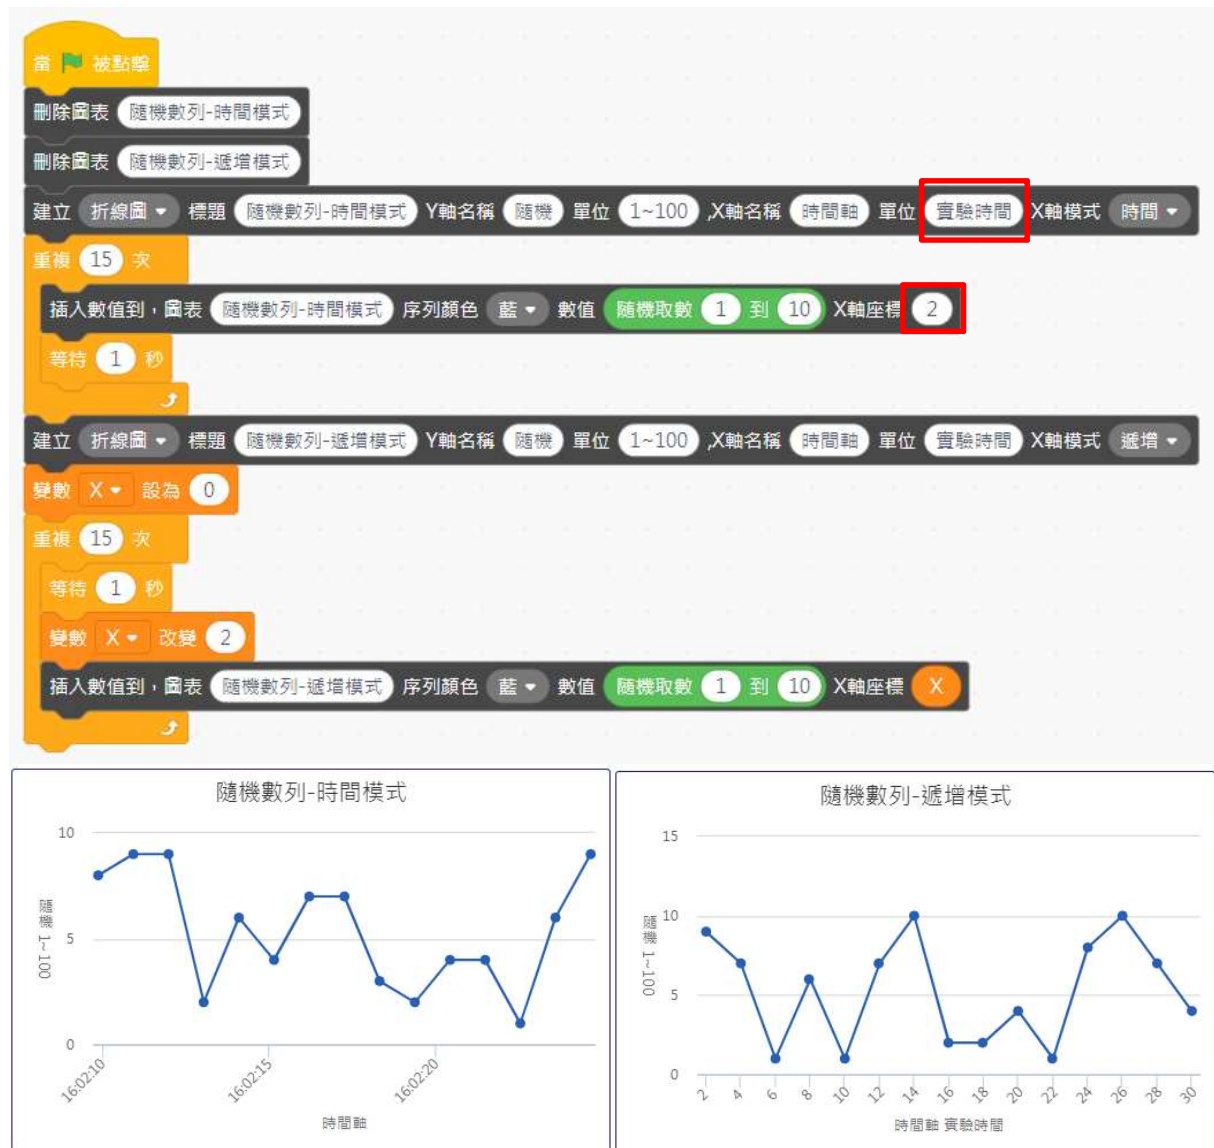 當 被點擊
刪除圖表 隨機數列-時間模式
刪除圖表 隨機數列-遞增模式
建立 折線圖 標題 隨機數列-時間模式 Y軸名稱 隨機 單位 1~100 ,X軸名稱 時間軸 單位 實驗時間 X軸模式 時間
重複 15 次
插入數值到，圖表 隨機數列-時間模式 序列顏色 藍 數值 隨機取數 1 到 10 X軸座標 2
等待 1 秒
建立 折線圖 標題 隨機數列-遞增模式 Y軸名稱 隨機 單位 1~100 ,X軸名稱 時間軸 單位 實驗時間 X軸模式 遞增
變數 X 設為 0
重複 15 次
等待 1 秒
變數 X 改變 2
插入數值到，圖表 隨機數列-遞增模式 序列顏色 藍 數值 隨機取數 1 到 10 X軸座標 X
隨機數列-時間模式
10
5
0
隨機 1~100
16:02:10 16:02:15 16:02:20
時間軸
隨機數列-遞增模式
15
10
5
0
隨機 1~100
2 4 6 8 10 12 14 16 18 20 22 24 26 28 30
時間軸 實驗時間